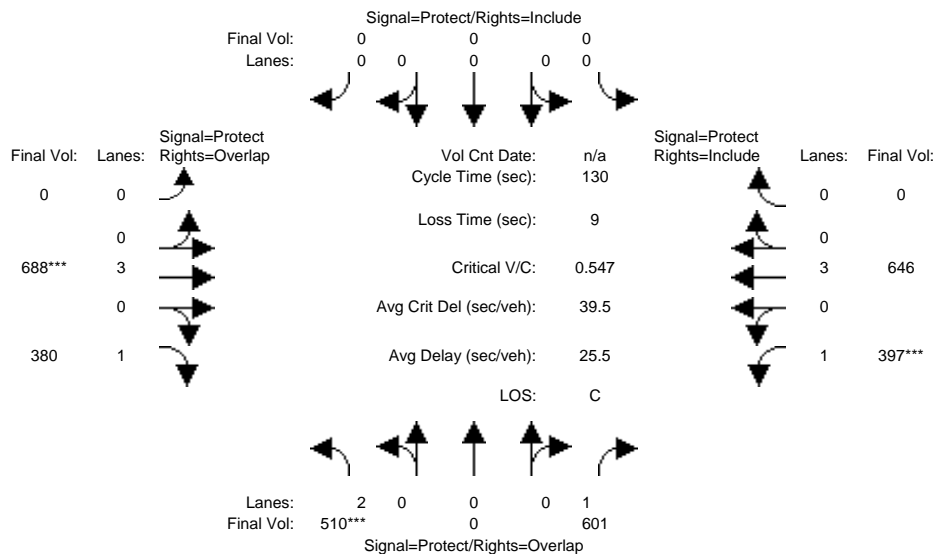 Signal=Protect/Rights=Include
Final Vol: 0 0 0
Lanes: 0 0 0 0 0
Signal=Protect
Final Vol: Lanes: Rights=Overlap
Vol Cnt Date: n/a
Signal=Protect
Rights=Include Lanes: Final Vol:
Cycle Time (sec): 130
0 0
0 0
Loss Time (sec): 9
0
0
688*** 3
Critical V/C: 0.547
3 646
0
Avg Crit Del (sec/veh): 39.5
0
380 1
Avg Delay (sec/veh): 25.5
1 397***
LOS: C
Lanes: 2 0 0 0 1
Final Vol: 510*** 0 601
Signal=Protect/Rights=Overlap